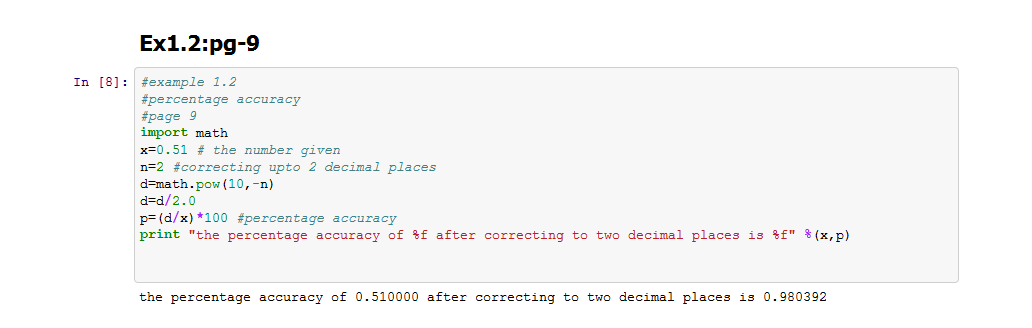 Ex1.2:pg-9
In [8]: #example 1.2
#percentage accuracy
#page 9
import math
x=0.51 # the number given
n=2 #correcting upto 2 decimal places
d=math.pow(10,-n)
d=d/2.0
p=(d/x)*100 #percentage accuracy
print "the percentage accuracy of %f after correcting to two decimal places is %f" %(x,p)
the percentage accuracy of 0.510000 after correcting to two decimal places is 0.980392